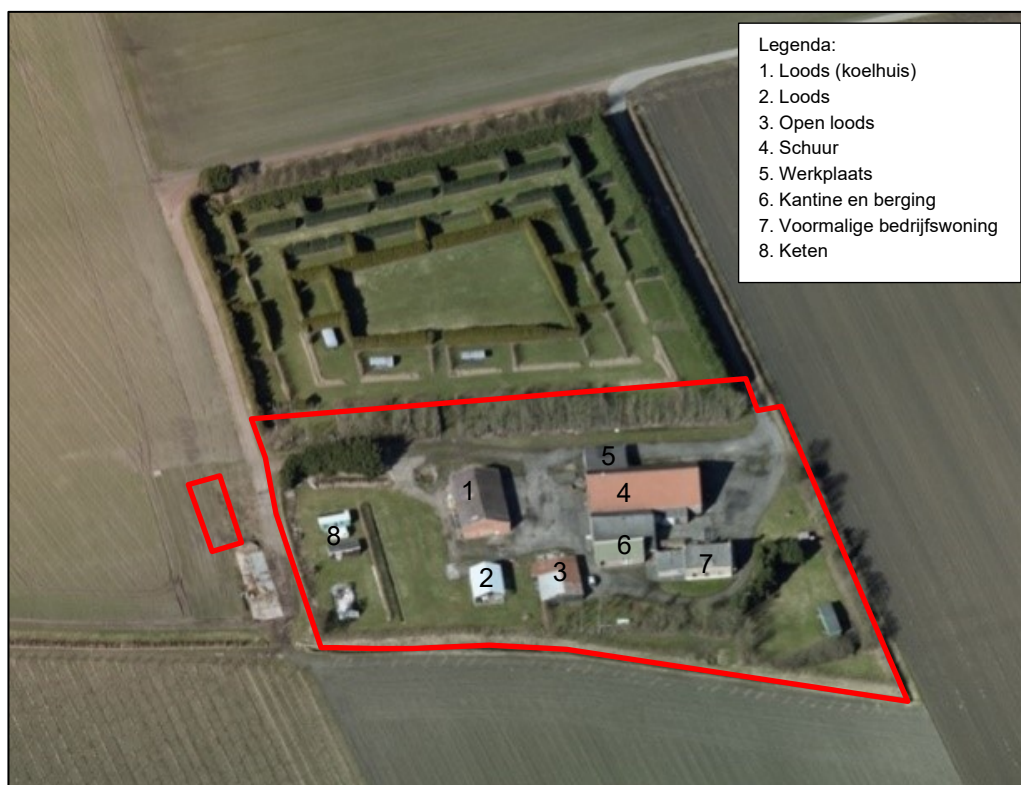 Legenda:
1. Loods (koelhuis)
2. Loods
3. Open loods
4. Schuur
5. Werkplaats
6. Kantine en berging
7. Voormalige bedrijfswoning
8. Keten
5
1
4
8
6
7
2
3